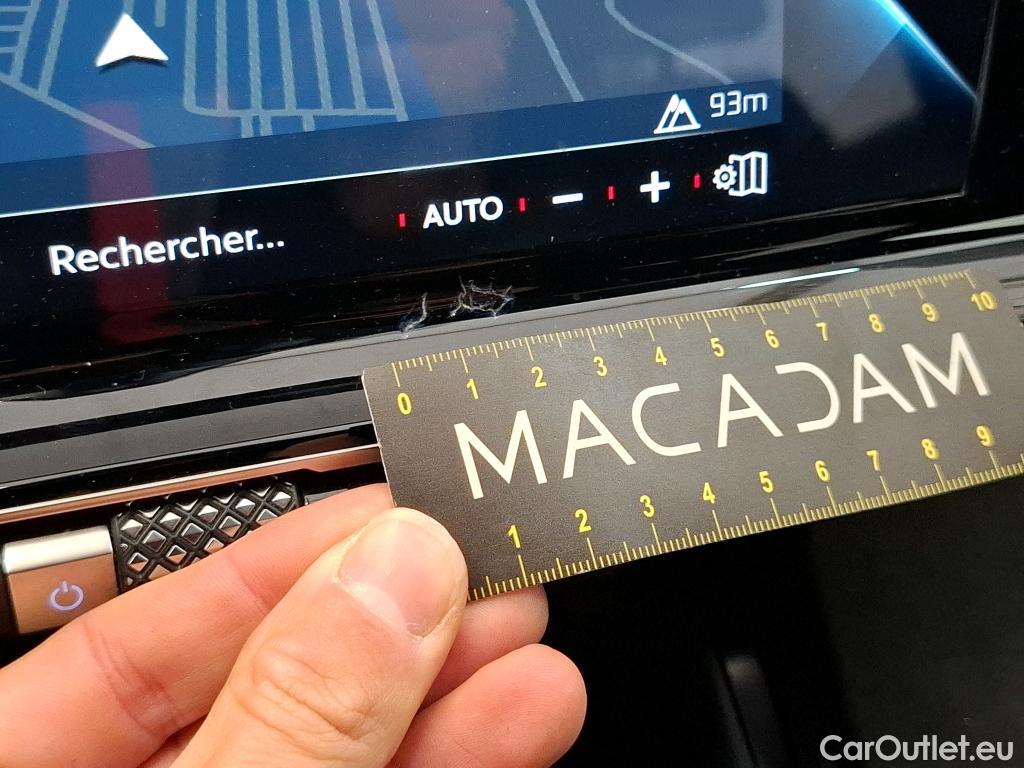 93m
Rechercher... AUTO − +
0 1 2 3 4 5 6 7 8 9 10
MACADAM
1 2 3 4 5 6 7 8 9
CarOutlet.eu